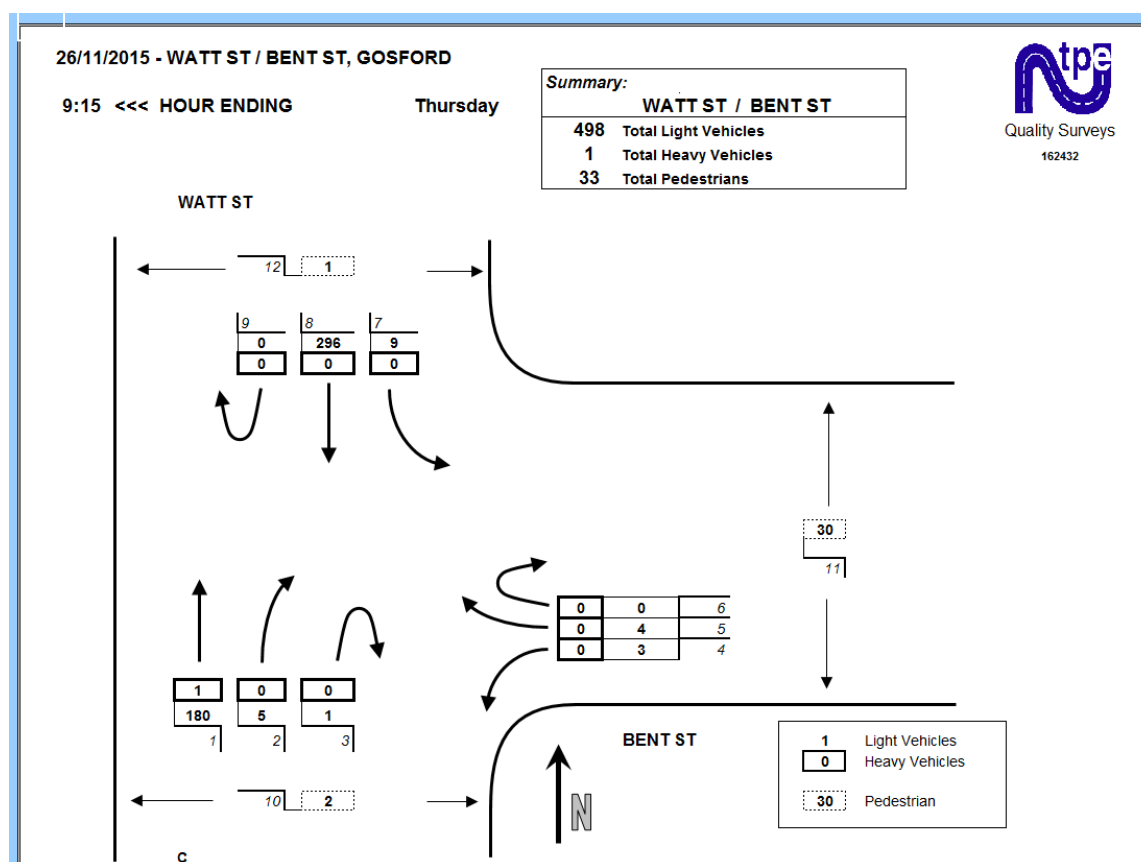 26/11/2015 - WATT ST / BENT ST, GOSFORD
9:15 <<< HOUR ENDING Thursday
Summary:
WATT ST / BENT ST
498 Total Light Vehicles
1 Total Heavy Vehicles
33 Total Pedestrians
tpe
Quality Surveys
162432
WATT ST
12 1
9 8 7
0 296 9
0 0 0
30
11
0 0 6
0 4 5
0 3 4
1 0 0
180 5 1
1 2 3
BENT ST
1 Light Vehicles
0 Heavy Vehicles
30 Pedestrian
10 2
N
C